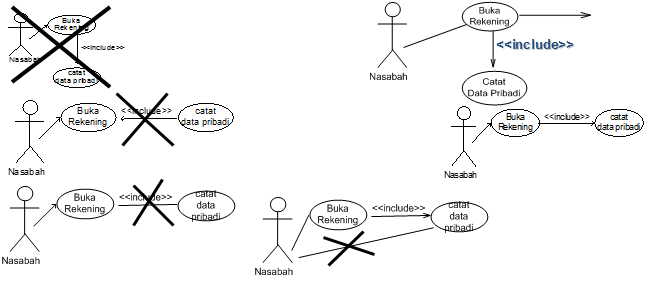 Buka
Rekening
<<include>>
Nasabah
catat
data pribadi
Buka
Rekening
<<include>>
catat
data pribadi
Nasabah
Buka
Rekening
<<include>>
catat
data
pribadi
Nasabah
Buka
Rekening
<<include>>
Nasabah
Catat
Data Pribadi
Buka
Rekening
<<include>>
catat
data pribadi
Nasabah
Buka
Rekening
<<include>>
catat
data
pribadi
Nasabah